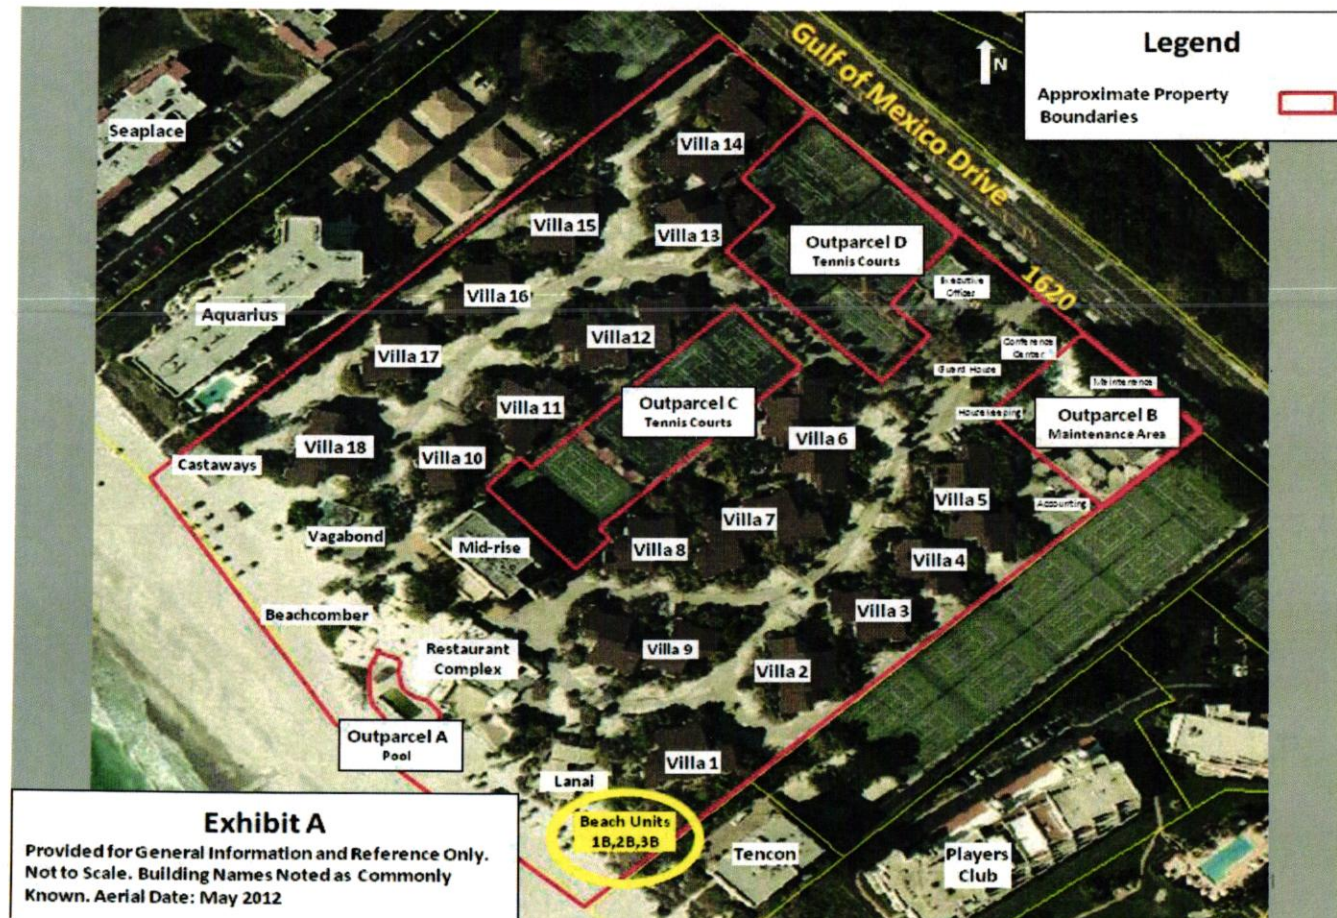 Legend
Approximate Property
Boundaries
N
Gulf of Mexico Drive
1620
Seaplace
Villa 14
Villa 15
Villa 13
Outparcel D
Tennis Courts
Executive
Offices
Villa 16
Aquarius
Villa12
Villa 17
Conference
Center
Guard House
Maintenance
Outparcel C
Tennis Courts
Villa 11
Housekeeping
Outparcel B
Maintenance Area
Villa 6
Villa 18
Villa 10
Castaways
Villa 5
Accounting
Villa 7
Vagabond
Mid-rise
Villa 8
Villa 4
Beachcomber
Villa 3
Restaurant
Complex
Villa 9
Villa 2
Outparcel A
Pool
Villa 1
Lanai
Beach Units
1B,2B,3B
Tencon
Players
Club
Exhibit A
Provided for General Information and Reference Only.
Not to Scale. Building Names Noted as Commonly
Known. Aerial Date: May 2012